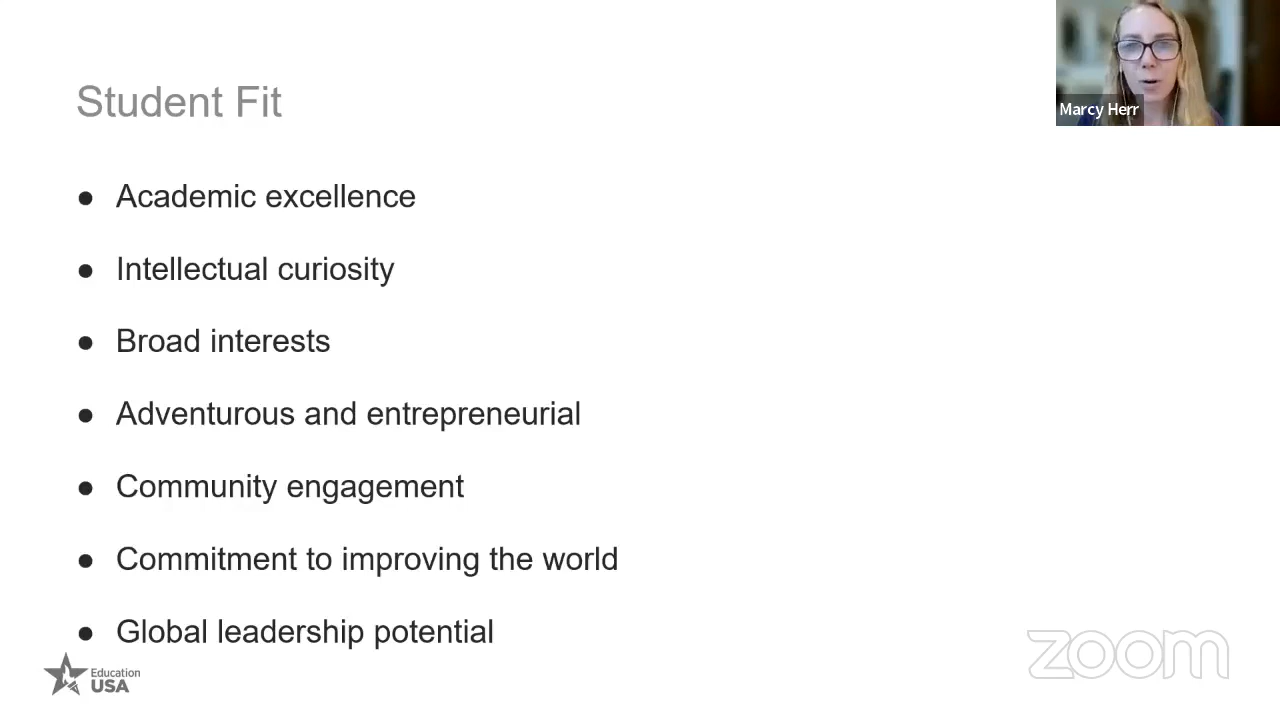 Student Fit
Marcy Herr
● Academic excellence
● Intellectual curiosity
● Broad interests
● Adventurous and entrepreneurial
● Community engagement
● Commitment to improving the world
● Global leadership potential
Education
USA
zoom